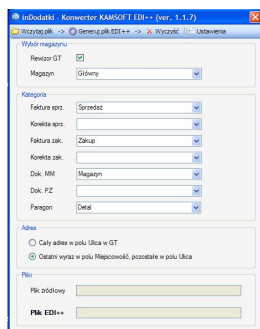 inDodatki - Konwerter KAMSOFT EDI++ (ver. 1.1.7)
Wczytaj plik -> Generuj plik EDI++ -> Wyczyść Ustawienia
Wybór magazynu
Rewizor GT
Magazyn Główny
Kategoria
Faktura sprz. Sprzedaż
Korekta sprz.
Faktura zak. Zakup
Korekta zak.
Dok. MM Magazyn
Dok. PZ
Paragon Detal
Adres
Cały adres w polu Ulica w GT
Ostatni wyraz w polu Miejscowość, pozostałe w polu Ulica
Pliki
Plik źródłowy
Plik EDI++